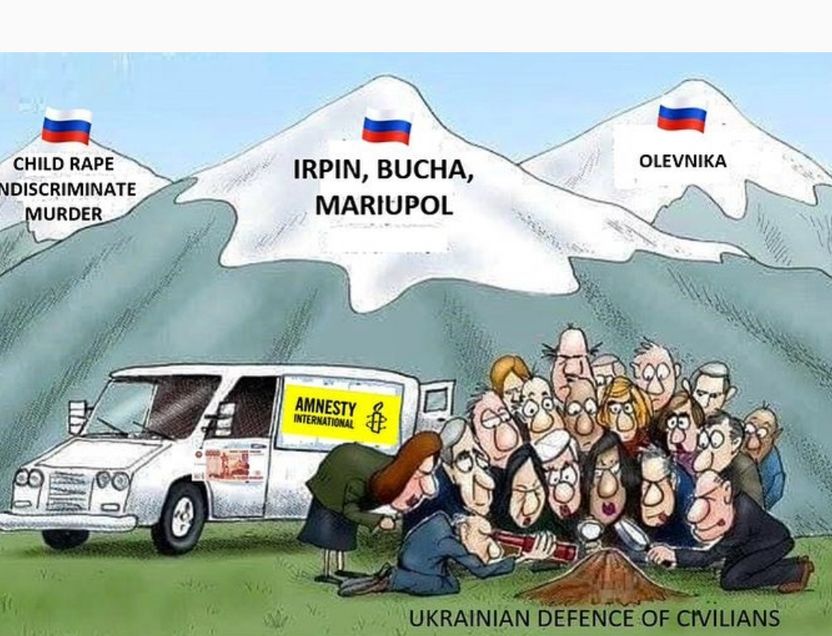 CHILD RAPE
NDISCRIMINATE
MURDER
IRPIN, BUCHA,
MARIUPOL
OLEVNIKA
AMNESTY
INTERNATIONAL
UKRAINIAN DEFENCE OF CIVILIANS